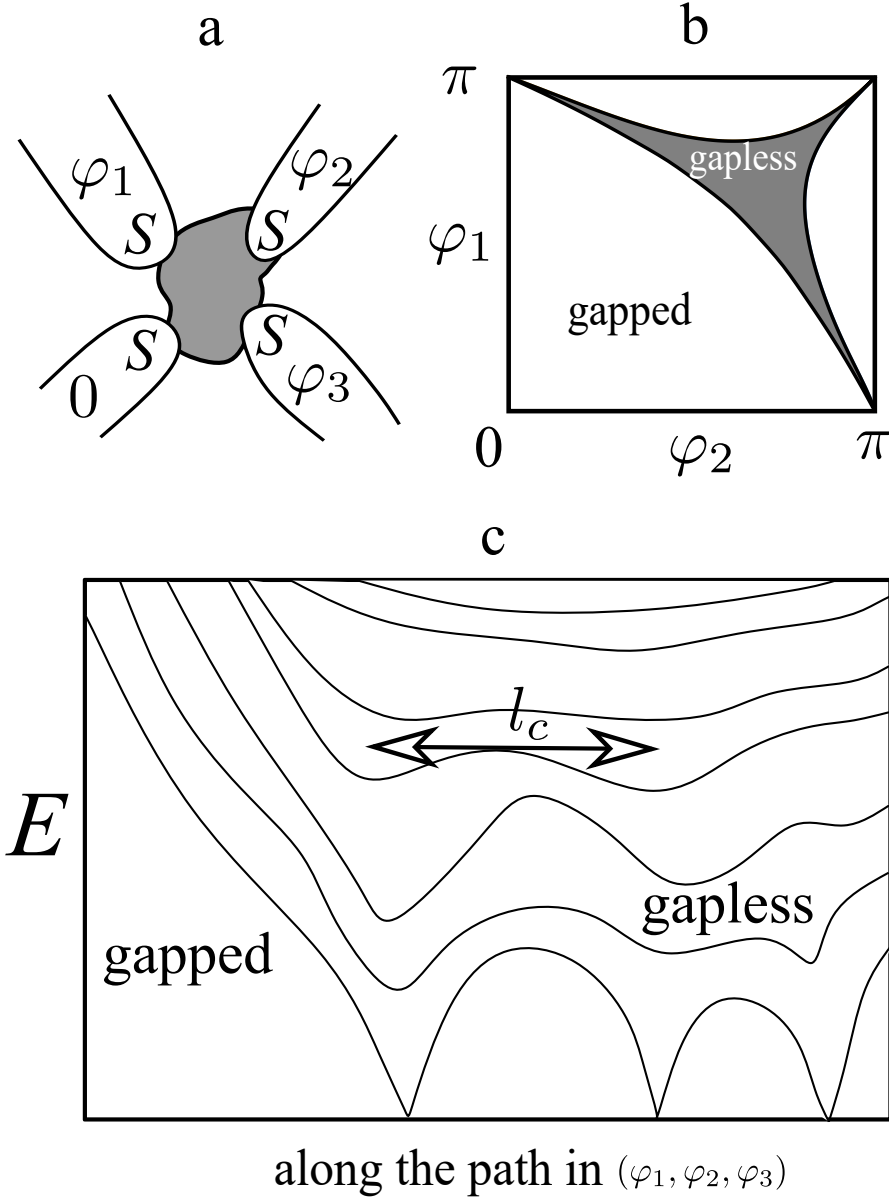 a
φ1
φ2
S
S
S
S
0
φ3
b
π
gapless
φ1
gapped
0
φ2
π
c
lc
E
gapless
gapped
along the path in (φ1, φ2, φ3)